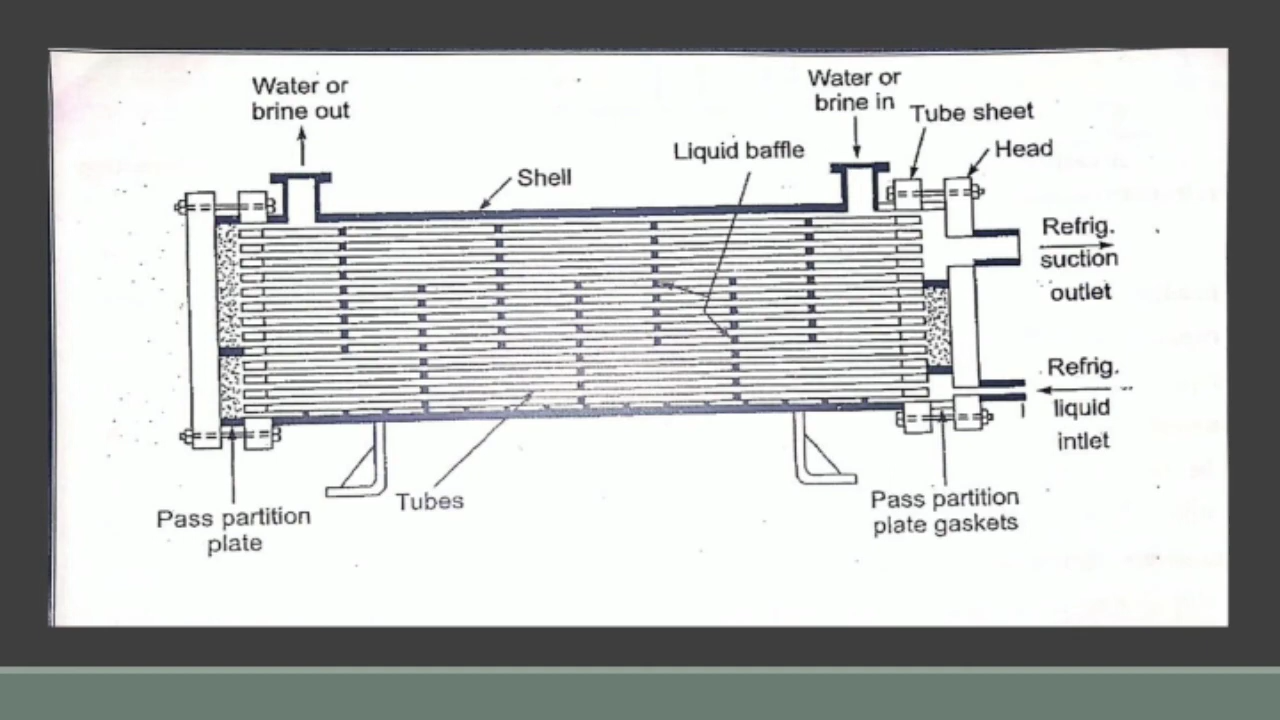 Water or
brine out
Water or
brine in
Tube sheet
Liquid baffle
Head
Shell
Refrig.
suction
outlet
Refrig.
liquid
intlet
Tubes
Pass partition
plate
Pass partition
plate gaskets